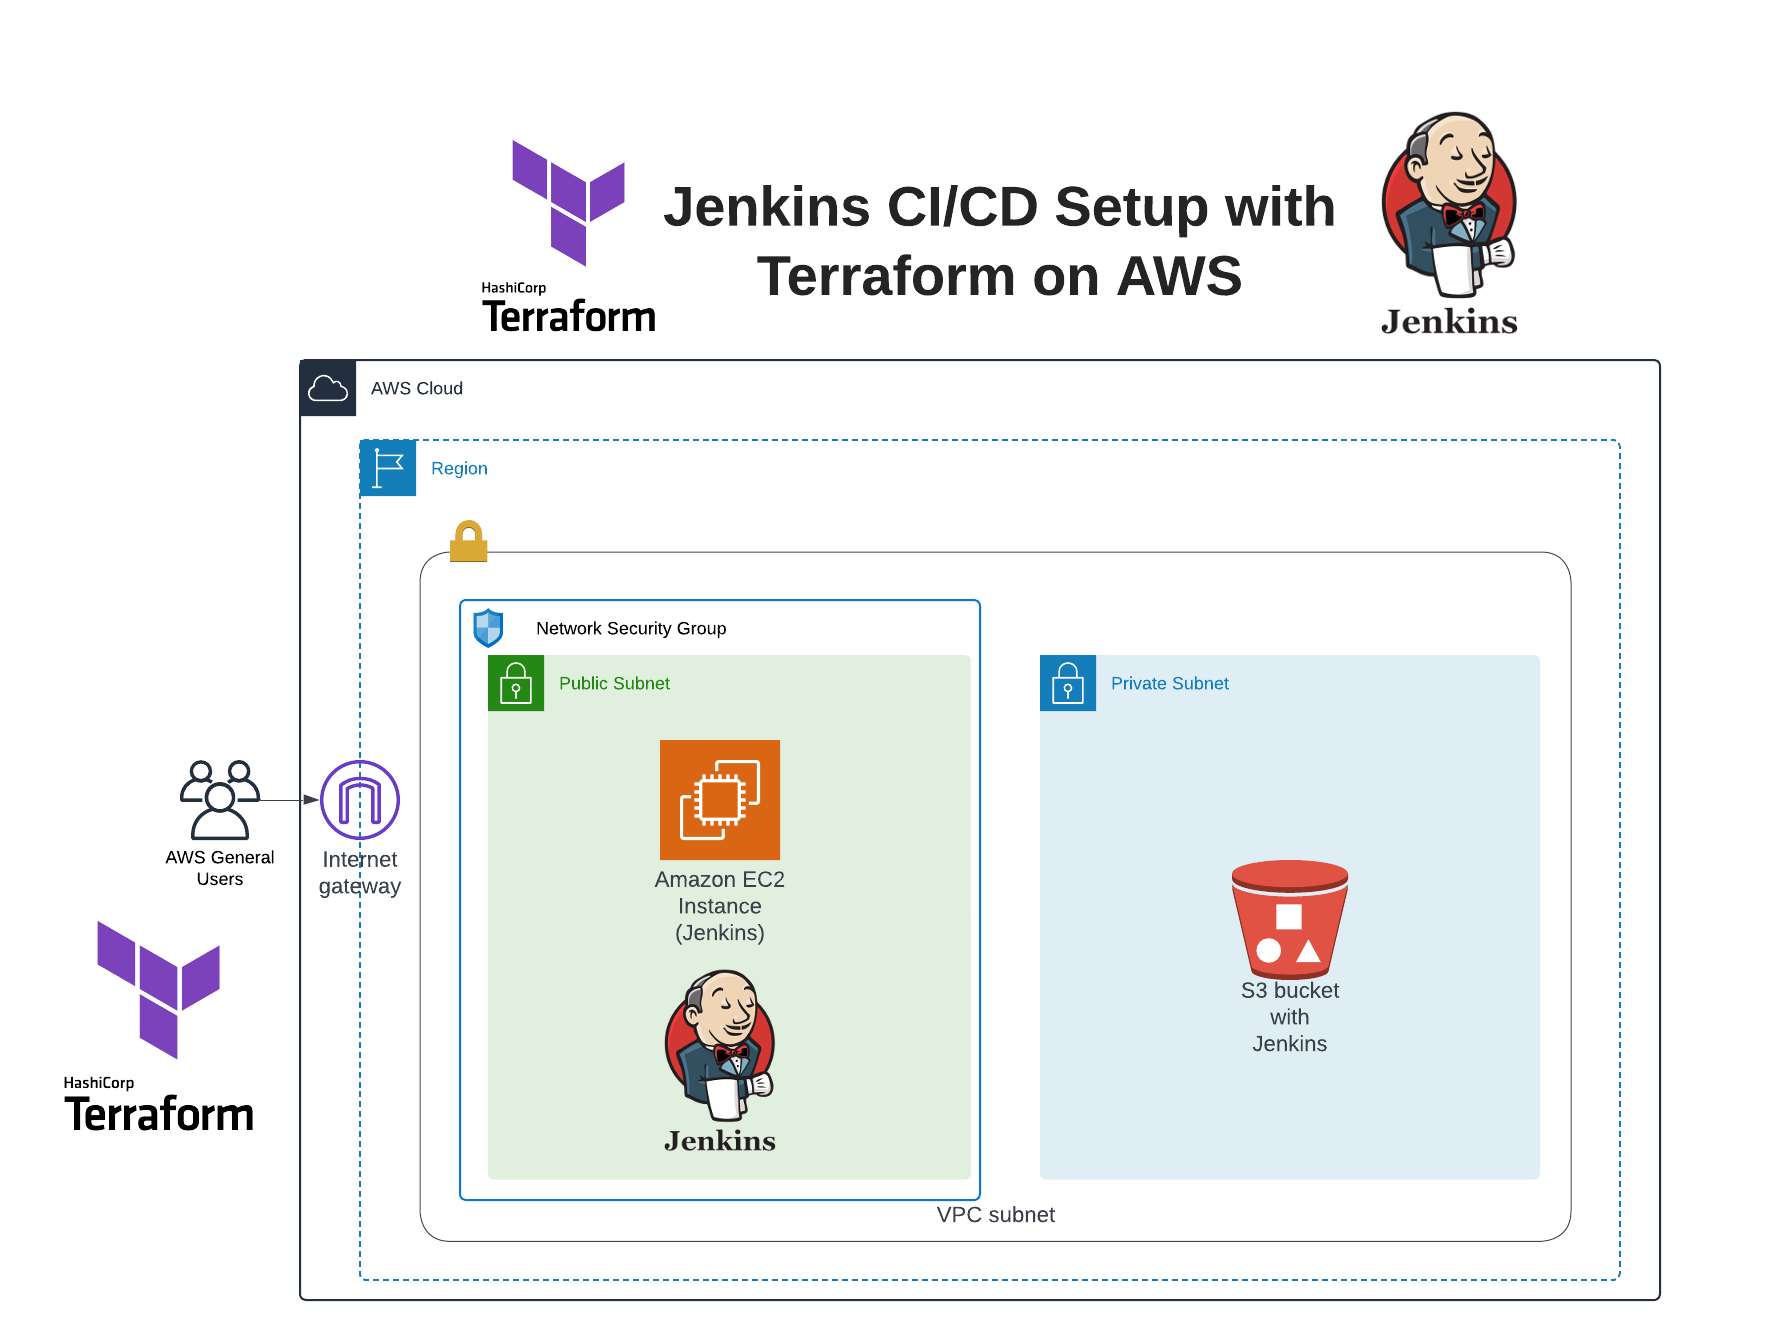 Jenkins CI/CD Setup with
Terraform on AWS
HashiCorp
Terraform
Jenkins
AWS Cloud
Region
Network Security Group
Public Subnet
Private Subnet
AWS General
Users
Internet
gateway
Amazon EC2
Instance
(Jenkins)
Jenkins
S3 bucket
with
Jenkins
HashiCorp
Terraform
VPC subnet